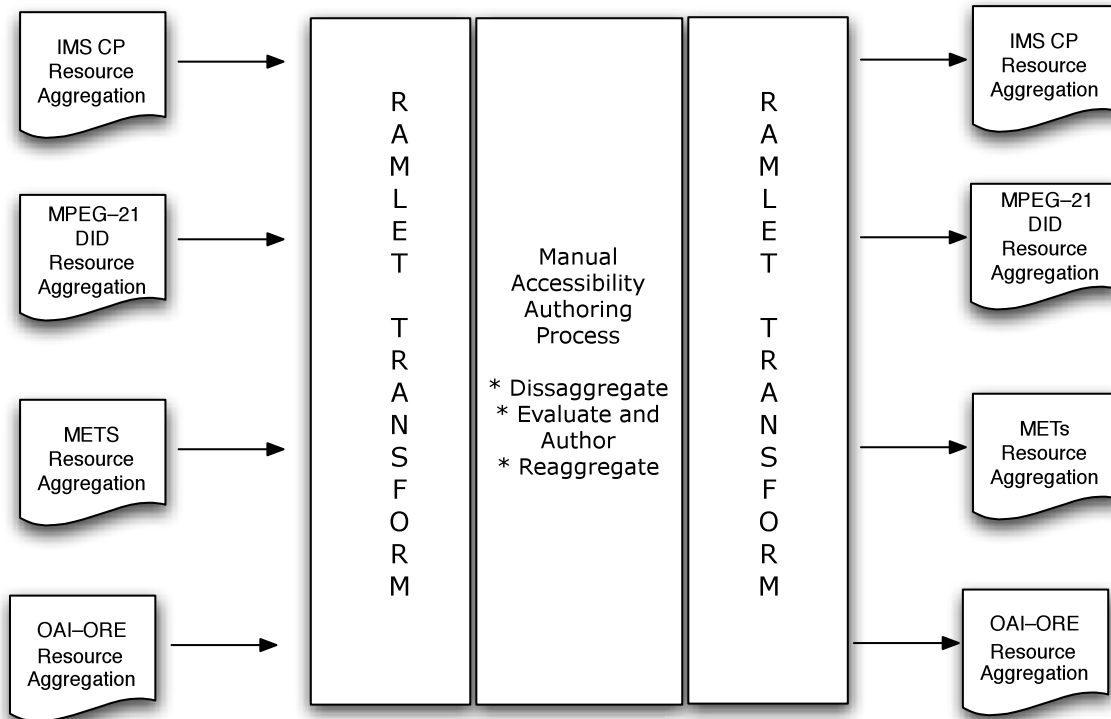 IMS CP
Resource
Aggregation
MPEG–21
DID
Resource
Aggregation
METS
Resource
Aggregation
OAI–ORE
Resource
Aggregation
R
A
M
L
E
T
T
R
A
N
S
F
O
R
M
Manual
Accessibility
Authoring
Process
* Dissaggregate
* Evaluate and
Author
* Reaggregate
R
A
M
L
E
T
T
R
A
N
S
F
O
R
M
IMS CP
Resource
Aggregation
MPEG–21
DID
Resource
Aggregation
METs
Resource
Aggregation
OAI–ORE
Resource
Aggregation